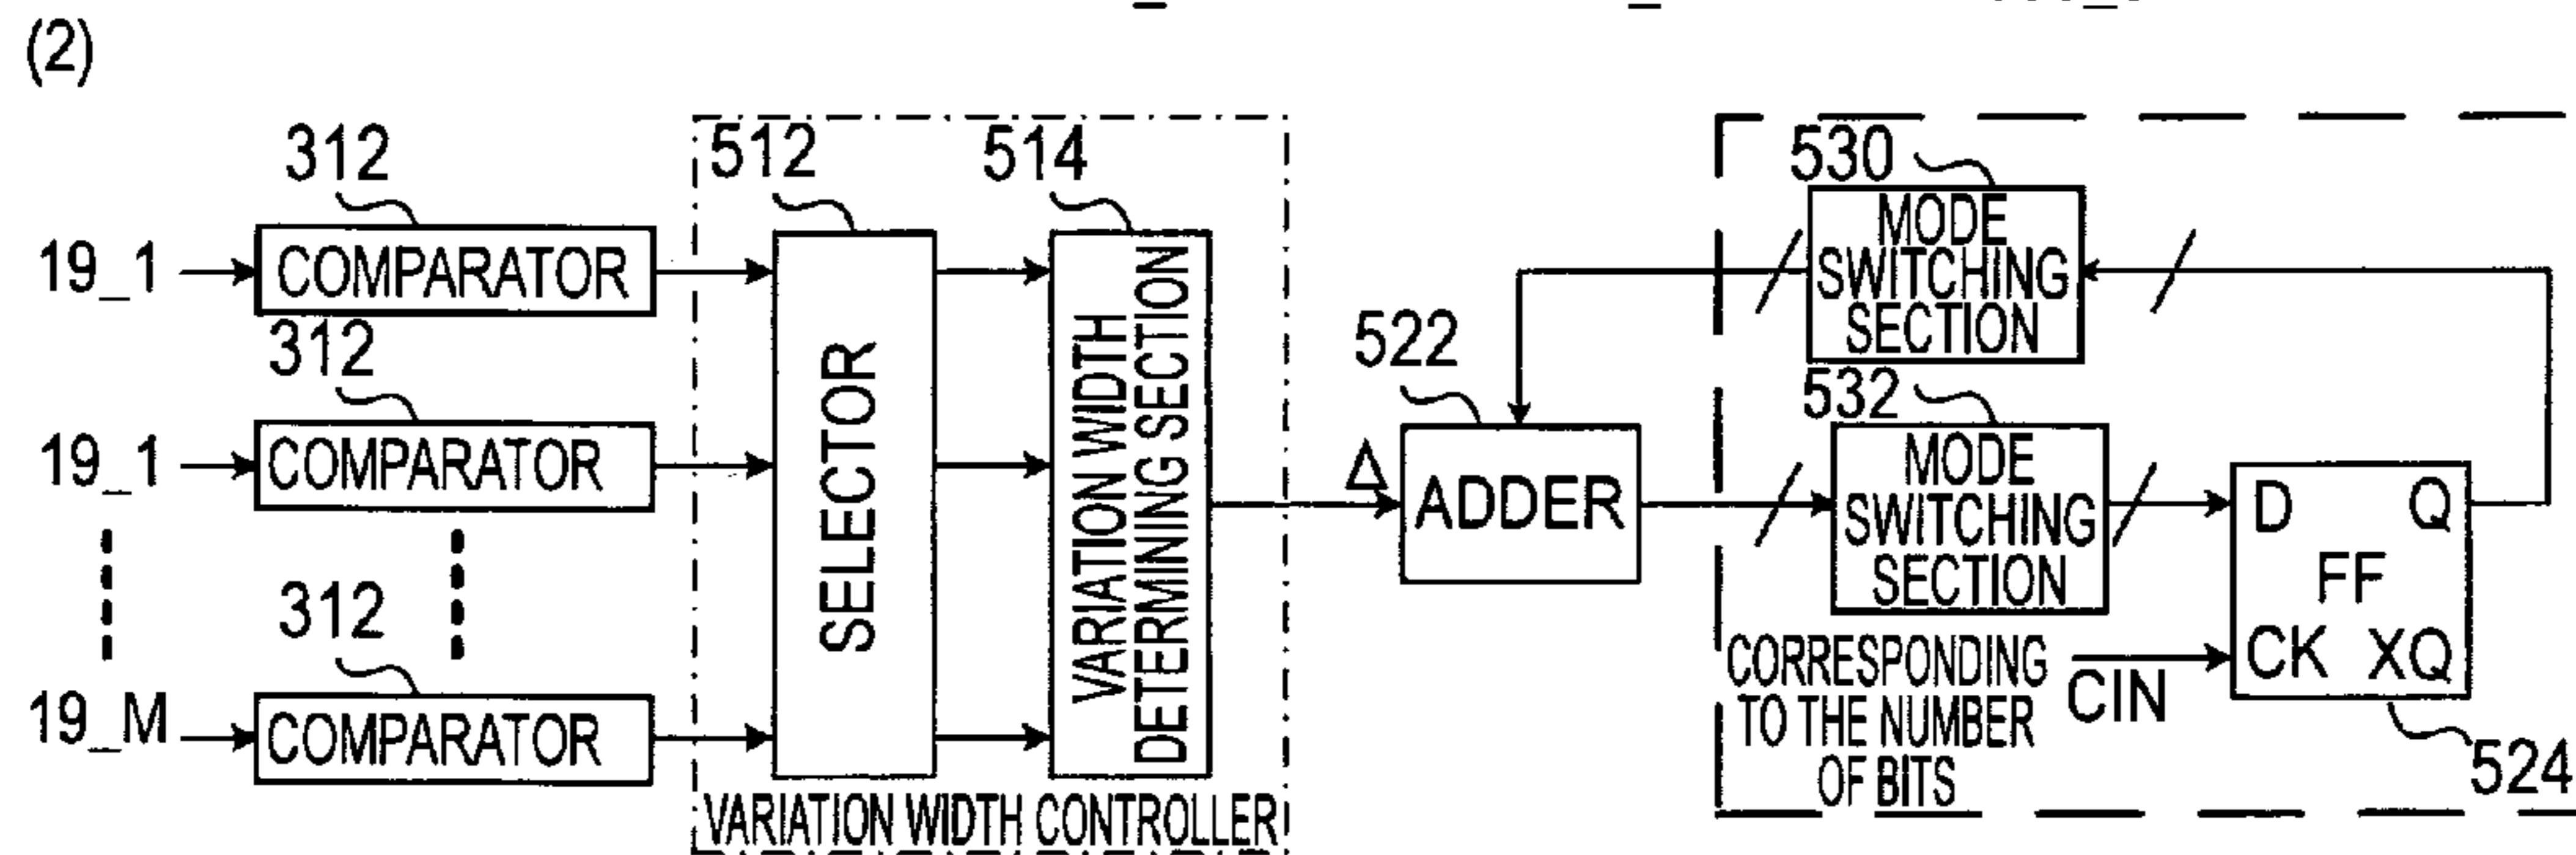 (2)
312
512
514
530
19_1
COMPARATOR
MODE
SWITCHING
SECTION
312
522
532
19_1
COMPARATOR
SELECTOR
VARIATION WIDTH
DETERMINING SECTION
Δ
ADDER
MODE
SWITCHING
SECTION
D
Q
FF
CK
XQ
312
19_M
COMPARATOR
CORRESPONDING
TO THE NUMBER
OF BITS
CIN
524
VARIATION WIDTH CONTROLLER